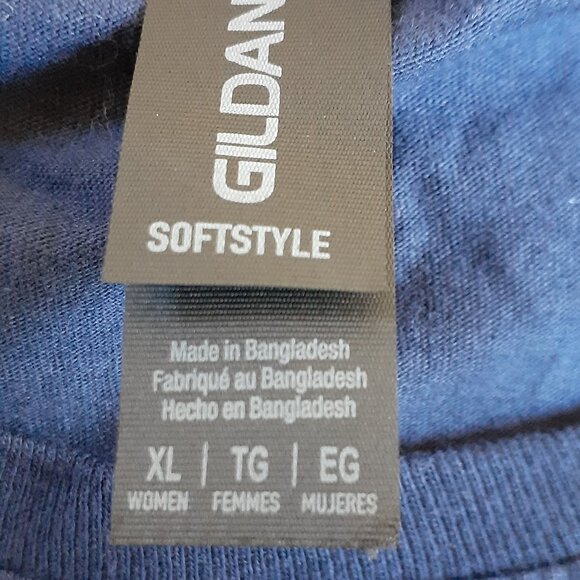 GILDAN
SOFTSTYLE
Made in Bangladesh
Fabriqué au Bangladesh
Hecho en Bangladesh
XL | TG | EG
WOMEN FEMMES MUJERES